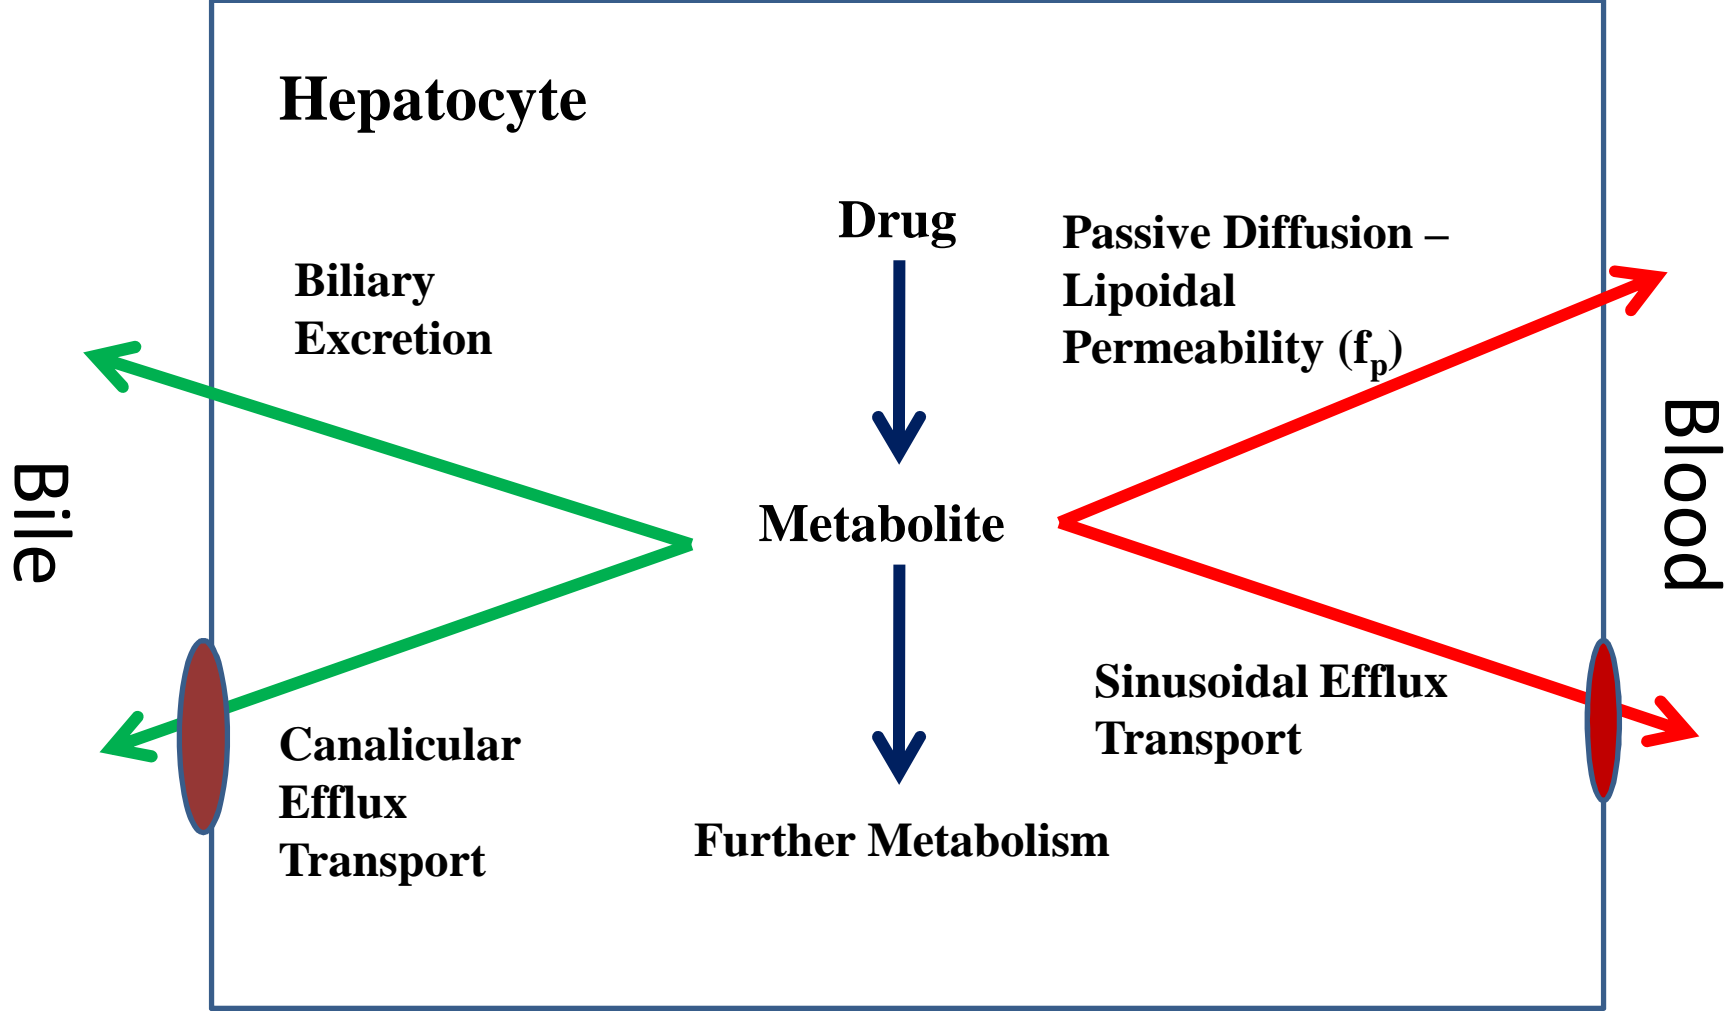 Hepatocyte
Drug
Passive Diffusion –
Lipoidal
Permeability (fp)
Biliary
Excretion
Bile
Metabolite
Blood
Canalicular
Efflux
Transport
Sinusoidal Efflux
Transport
Further Metabolism